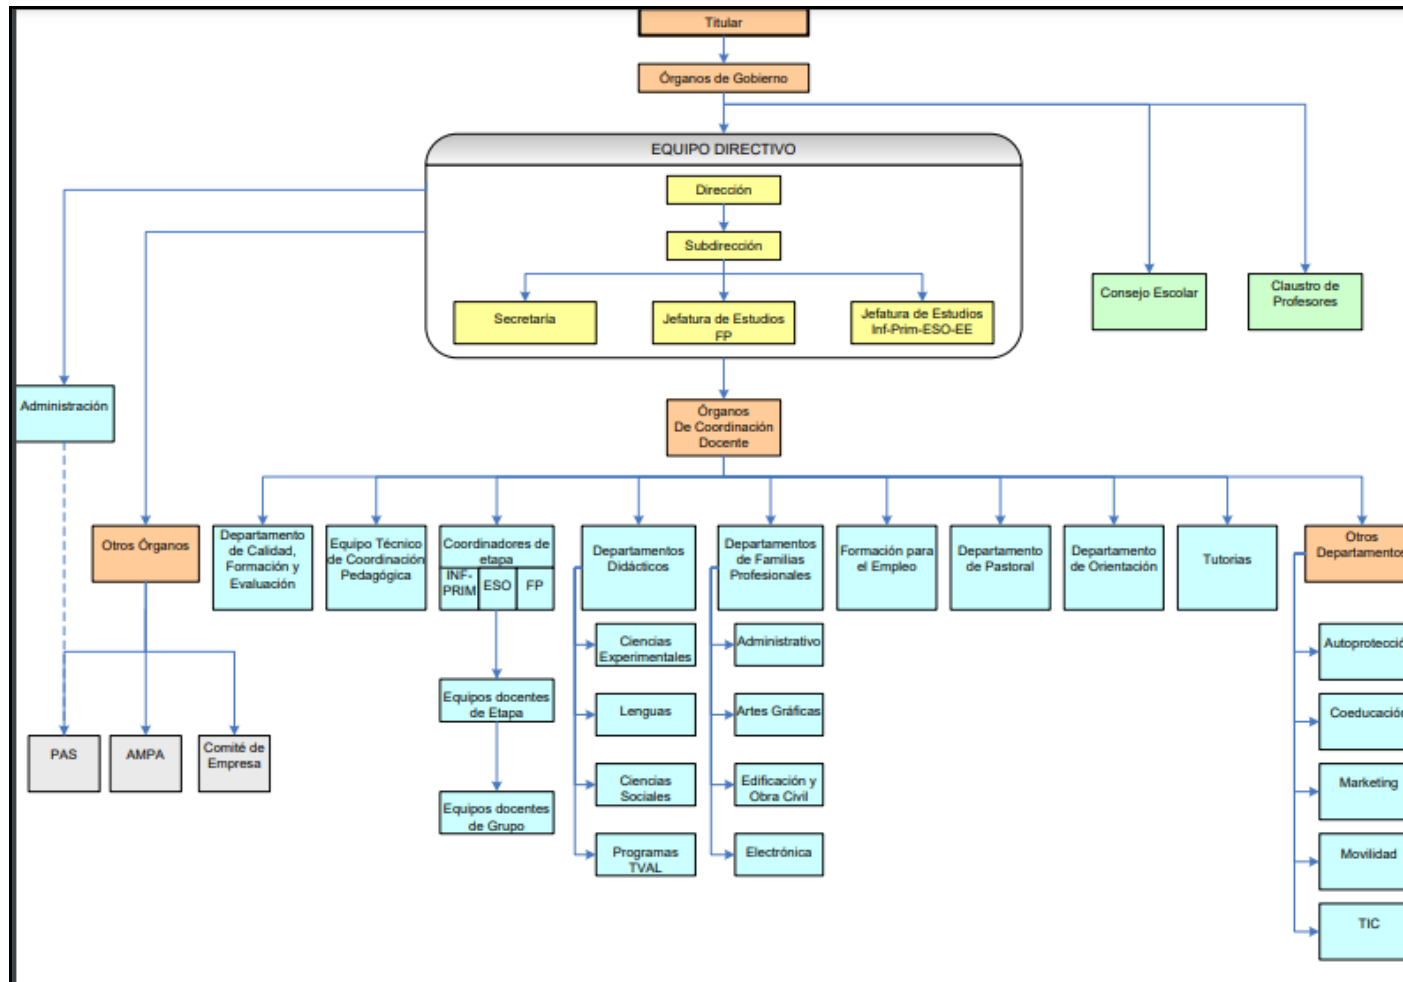 Titular
Órganos de Gobierno
EQUIPO DIRECTIVO
Dirección
Subdirección
Secretaría
Jefatura de Estudios
FP
Jefatura de Estudios
Inf-Prim-ESO-EE
Consejo Escolar
Claustro de
Profesores
Administración
Órganos
De Coordinación
Docente
Otros Órganos
Departamento
de Calidad,
Formación y
Evaluación
Equipo Técnico
de Coordinación
Pedagógica
Coordinadores de
etapa
INF-
PRIM
ESO
FP
Departamentos
Didácticos
Departamentos
de Familias
Profesionales
Formación para
el Empleo
Departamento
de Pastoral
Departamento
de Orientación
Tutorias
Otros
Departamentos
Ciencias
Experimentales
Administrativo
Autoprotecció
Equipos docentes
de Etapa
Lenguas
Artes Gráficas
Coeducación
PAS
AMPA
Comité de
Empresa
Equipos docentes
de Grupo
Ciencias
Sociales
Edificación y
Obra Civil
Marketing
Programas
TVAL
Electrónica
Movilidad
TIC